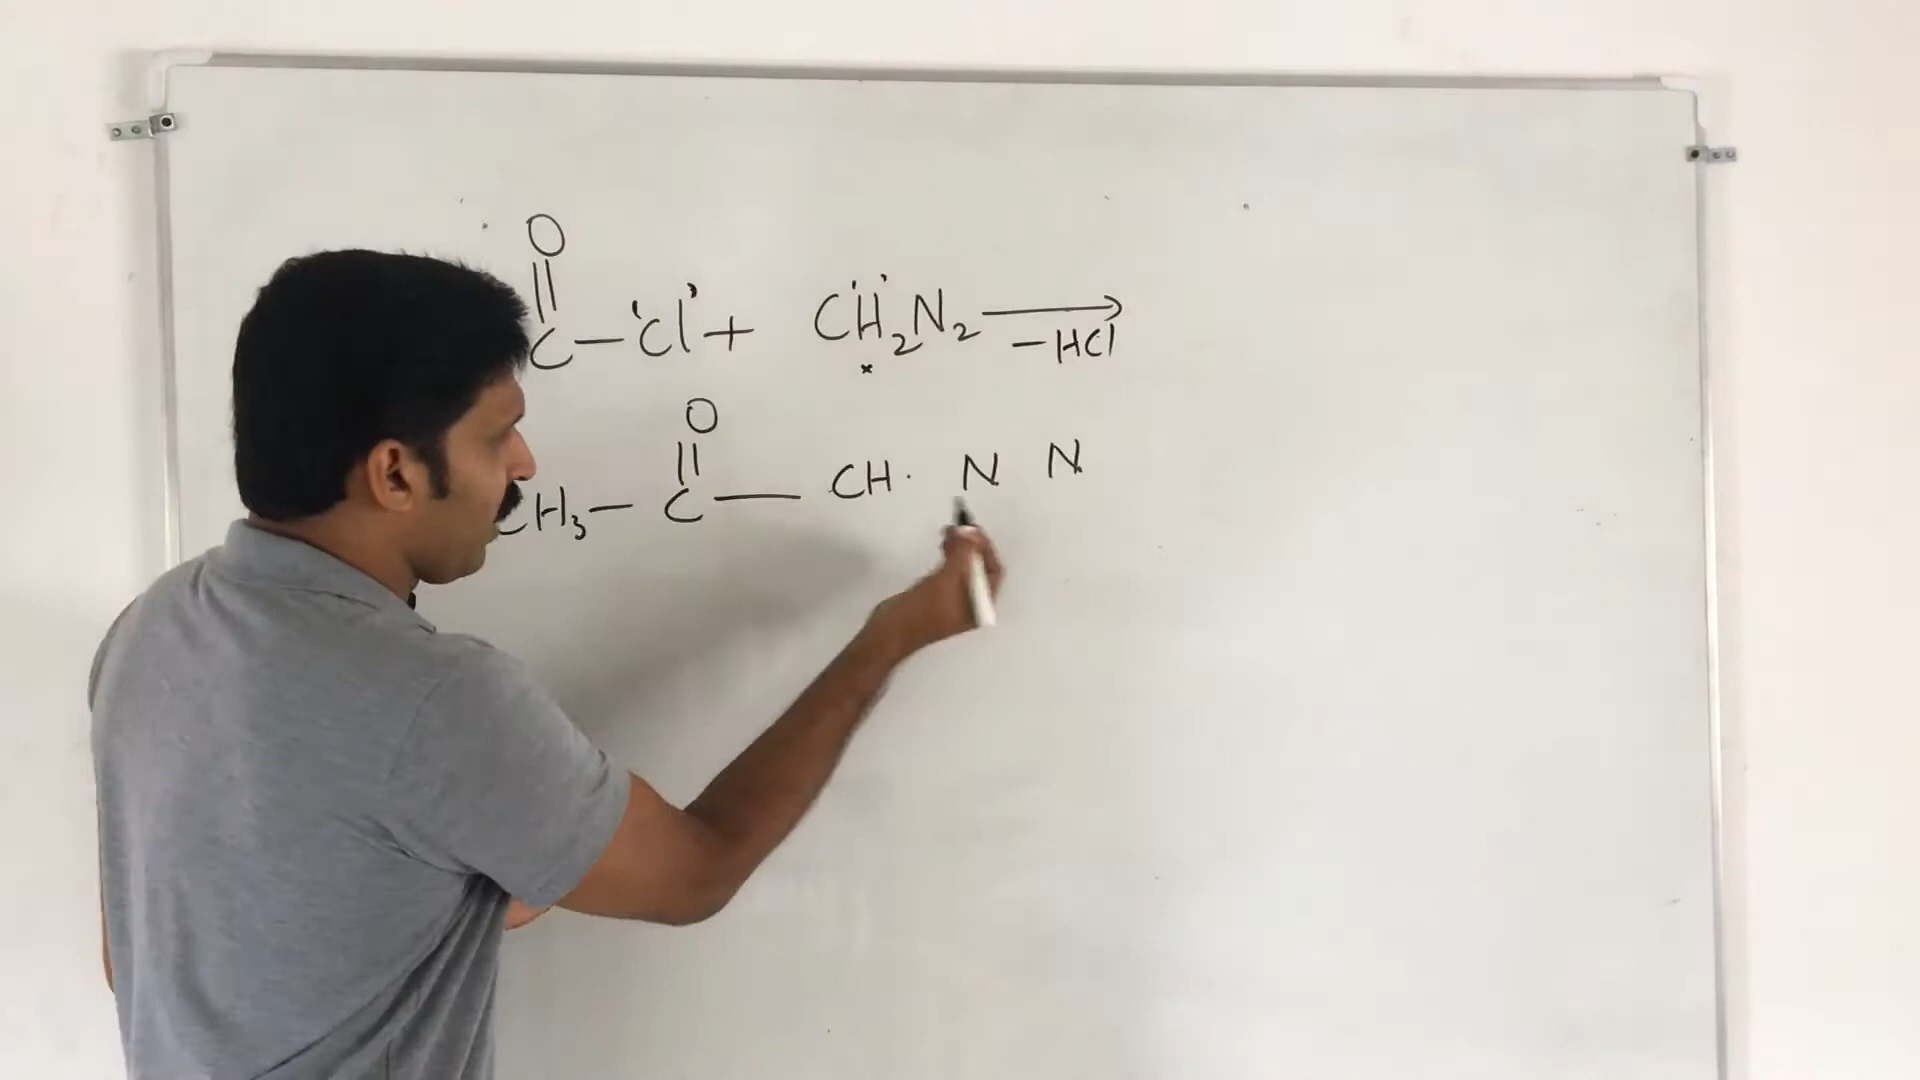 O
||
C—Cl + CH₂N₂ ⟶
—HCl
O
||
CH₃— C — CH· N N